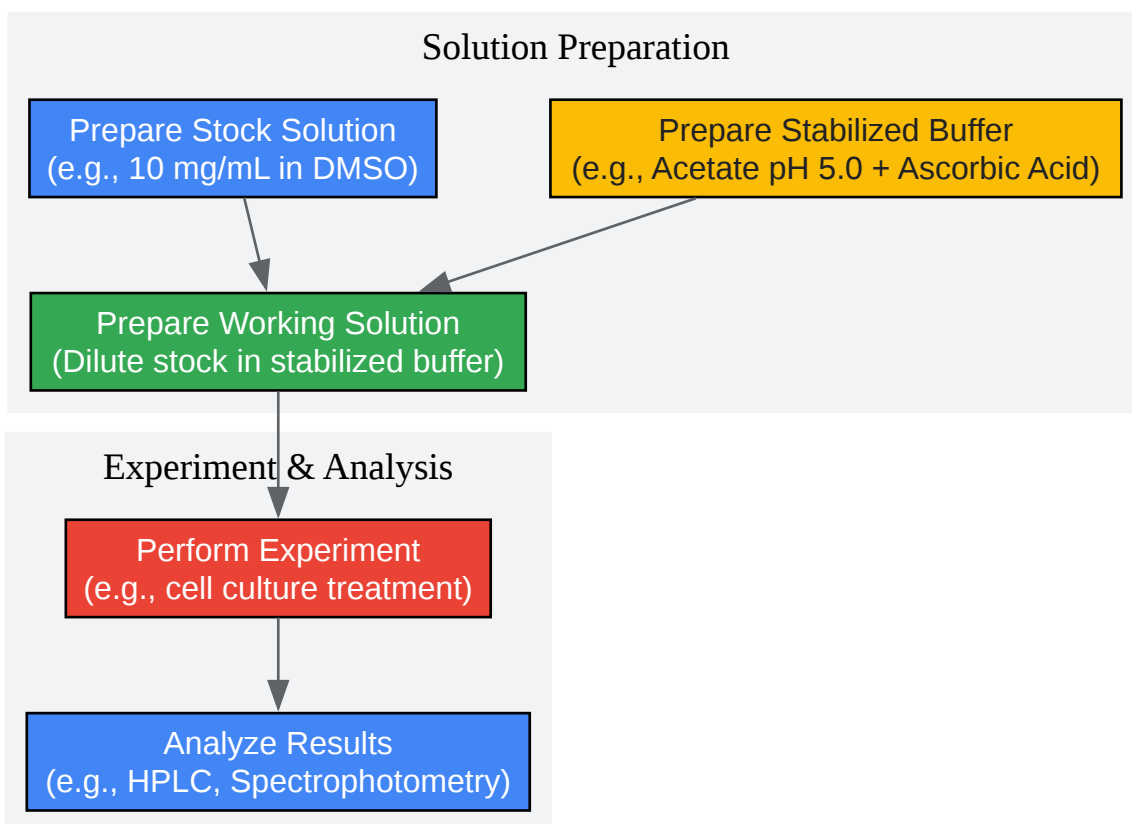 Solution Preparation
Prepare Stock Solution
(e.g., 10 mg/mL in DMSO)
Prepare Stabilized Buffer
(e.g., Acetate pH 5.0 + Ascorbic Acid)
Prepare Working Solution
(Dilute stock in stabilized buffer)
Experiment & Analysis
Perform Experiment
(e.g., cell culture treatment)
Analyze Results
(e.g., HPLC, Spectrophotometry)